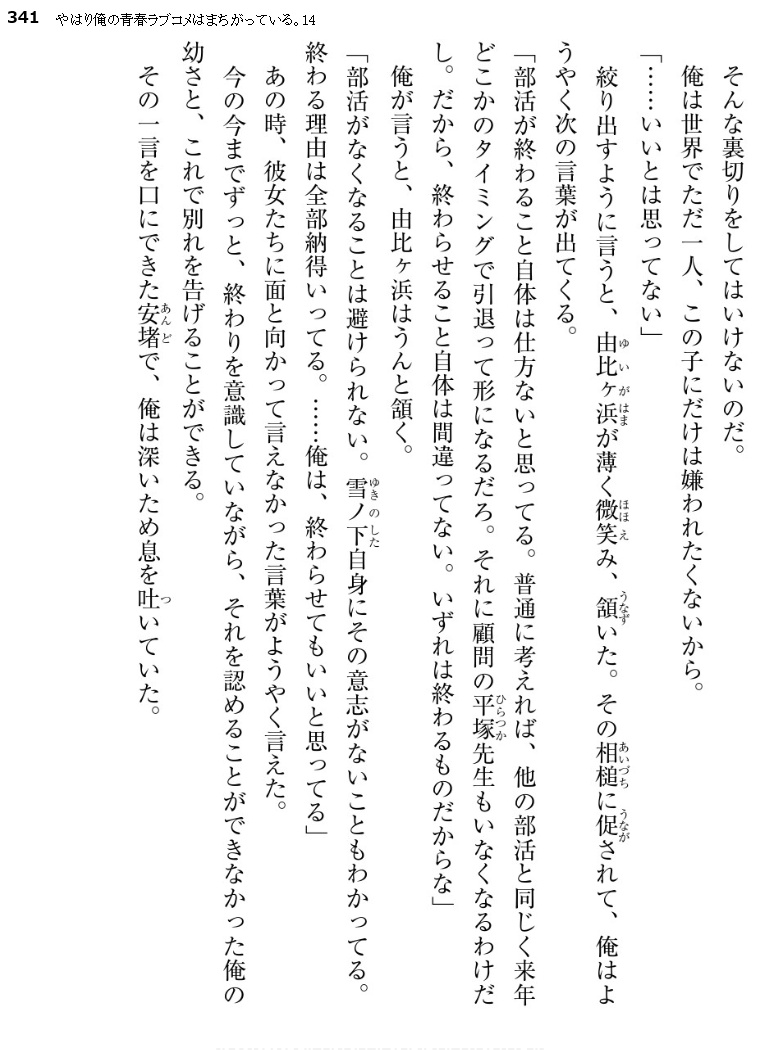 341 やはり俺の青春ラブコメはまちがっている。14
そんな裏切りをしてはいけないのだ。
俺は世界でただ一人、この子にだけは嫌われたくないから。
「……いいとは思ってない」
絞り出すように言うと、由比ヶ浜が薄く微笑み、頷いた。その相槌に促されて、俺はよ
うやく次の言葉が出てくる。
「部活が終わること自体は仕方ないと思ってる。普通に考えれば、他の部活と同じく来年
どこかのタイミングで引退って形になるだろ。それに顧問の平塚先生もいなくなるわけだ
し。だから、終わらせること自体は間違ってない。いずれは終わるものだからな」
俺が言うと、由比ヶ浜はうんと頷く。
「部活がなくなることは避けられない。雪ノ下自身にその意志がないこともわかってる。
終わる理由は全部納得いってる。……俺は、終わらせてもいいと思ってる」
あの時、彼女たちに面と向かって言えなかった言葉がようやく言えた。
今の今までずっと、終わりを意識していながら、それを認めることができなかった俺の
幼さと、これで別れを告げることができる。
その一言を口にできた安堵で、俺は深いため息を吐いていた。